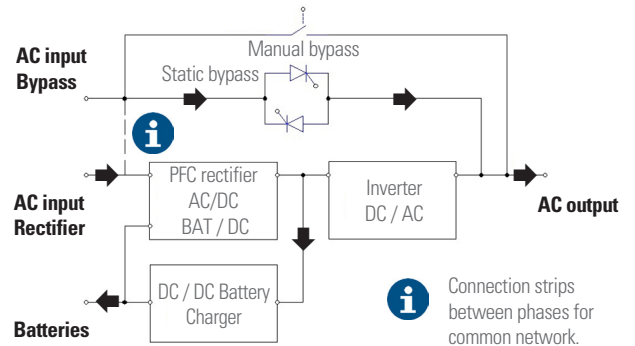 Manual bypass
AC input
Bypass
Static bypass
i
AC input
Rectifier
PFC rectifier
AC/DC
BAT / DC
Inverter
DC / AC
AC output
DC / DC Battery
Charger
Batteries
i
Connection strips
between phases for
common network.